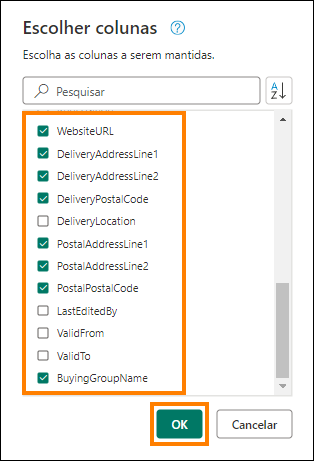 Escolher colunas
Escolha as colunas a serem mantidas.
Pesquisar
WebsiteURL
DeliveryAddressLine1
DeliveryAddressLine2
DeliveryPostalCode
DeliveryLocation
PostalAddressLine1
PostalAddressLine2
PostalPostalCode
LastEditedBy
ValidFrom
ValidTo
BuyingGroupName
OK Cancelar